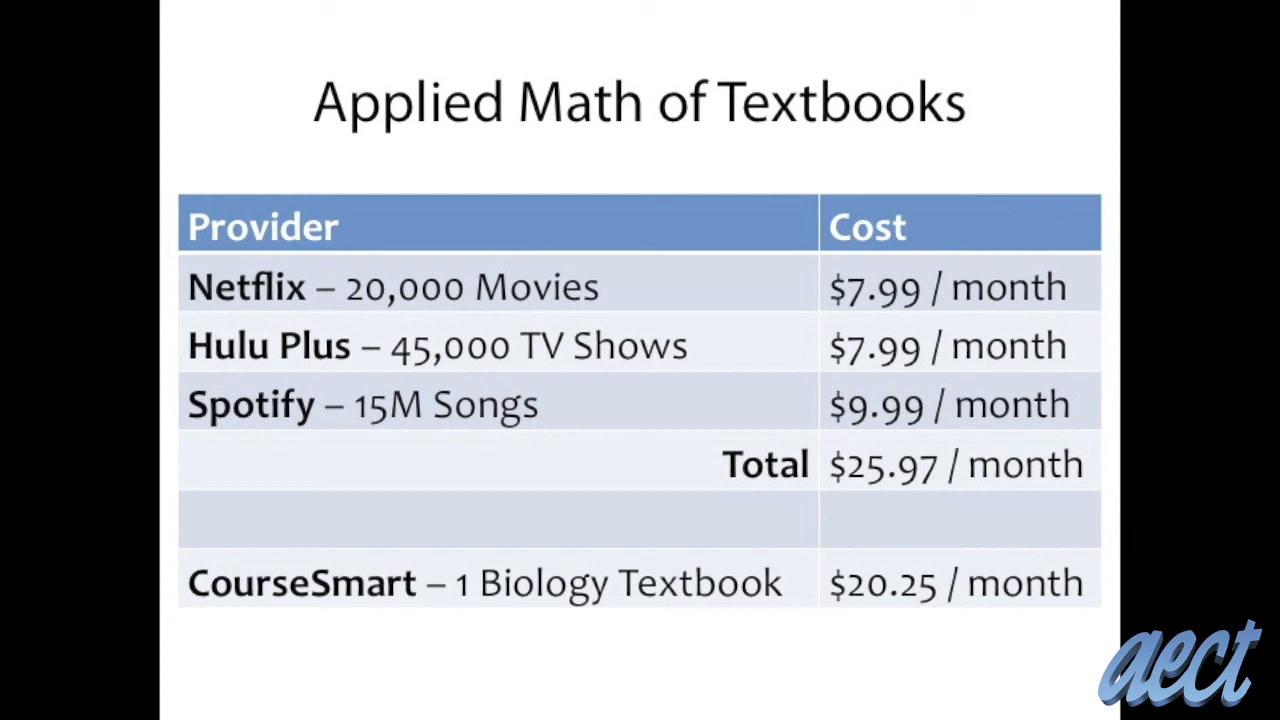 Applied Math of Textbooks
Provider Cost
Netflix – 20,000 Movies $7.99 / month
Hulu Plus – 45,000 TV Shows $7.99 / month
Spotify – 15M Songs $9.99 / month
Total $25.97 / month
CourseSmart – 1 Biology Textbook $20.25 / month
aect